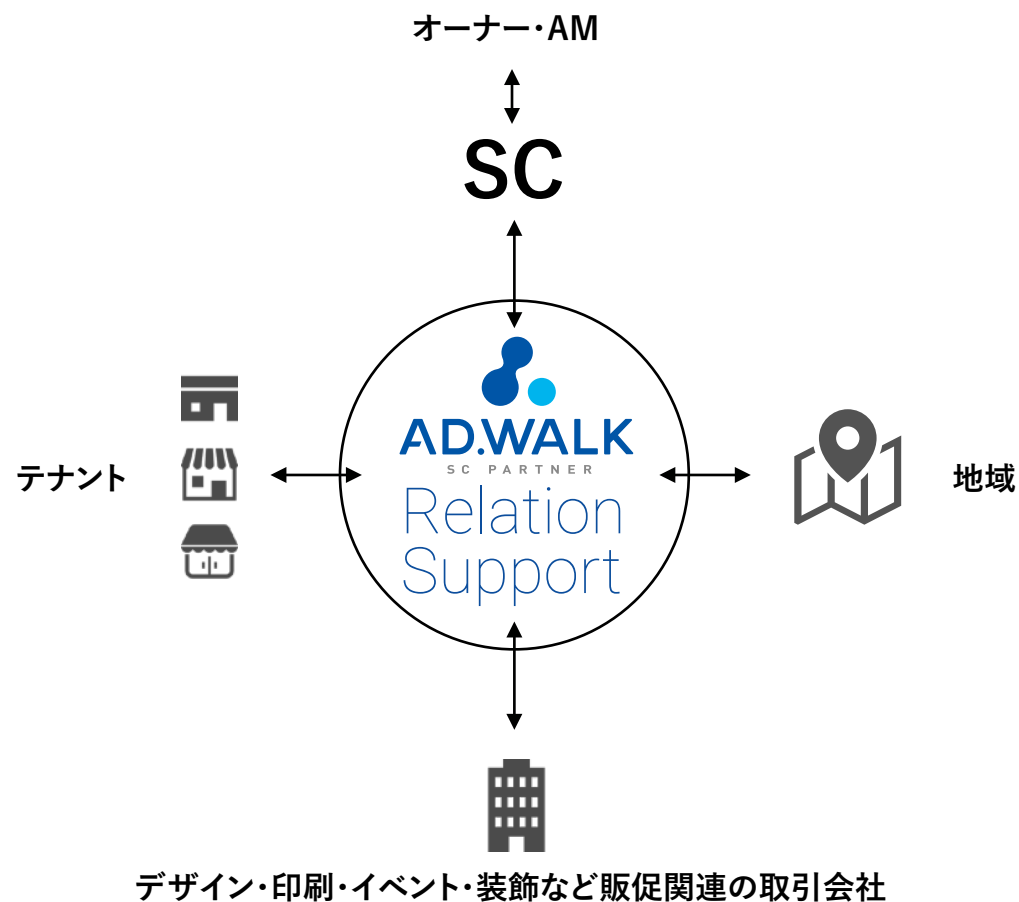 オーナー・AM
SC
AD.WALK
SC PARTNER
Relation
Support
テナント
地域
デザイン・印刷・イベント・装飾など販促関連の取引会社